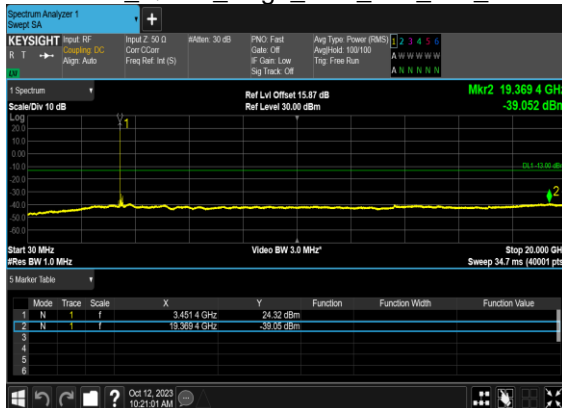 Spectrum Analyzer 1
Swept SA
+
KEYSIGHT Input: RF Input Z: 50 Ω #Atten: 30 dB PNO: Fast Avg Type: Power (RMS) 1 2 3 4 5 6
R T Coupling: DC Corr CCorr Gate: Off Avg|Hold: 100/100 A W W W W W
Align: Auto Freq Ref: Int (S) IF Gain: Low Trig: Free Run
Sig Track: Off A N N N N N
1 Spectrum Ref Lvl Offset 15.87 dB Mkr2 19.369 4 GHz
Scale/Div 10 dB Ref Level 30.00 dBm -39.052 dBm
Log
20.0
10.0
0.00
-10.0
DL1 -13.00 dBm
-20.0
-30.0
-40.0
-50.0
-60.0
1
2
Start 30 MHz Video BW 3.0 MHz* Stop 20.000 GHz
#Res BW 1.0 MHz Sweep 34.7 ms (40001 pts)
5 Marker Table
Mode Trace Scale X Y Function Function Width Function Value
1 N 1 f 3.451 4 GHz 24.32 dBm
2 N 1 f 19.369 4 GHz -39.05 dBm
3
4
5
6
? Oct 12, 2023
10:21:01 AM